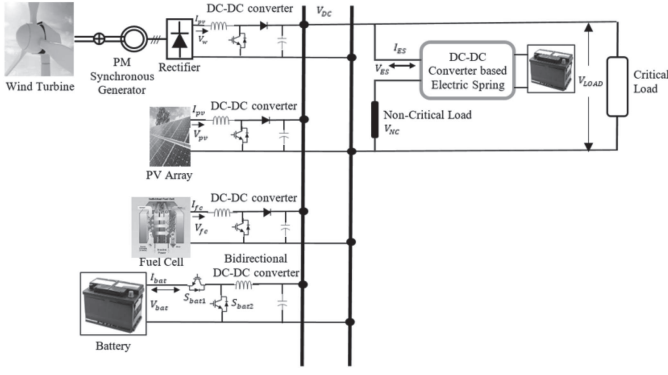 I_pv
DC-DC converter
V_DC
V_w
Wind Turbine
PM
Synchronous
Generator
Rectifier
I_ES
V_ES
DC-DC
Converter based
Electric Spring
V_LOAD
Critical
Load
Non-Critical Load
V_NC
I_pv
DC-DC converter
V_pv
PV Array
I_fc
DC-DC converter
V_fc
Fuel Cell
Bidirectional
DC-DC converter
I_bat
V_bat
S_bat1
S_bat2
Battery